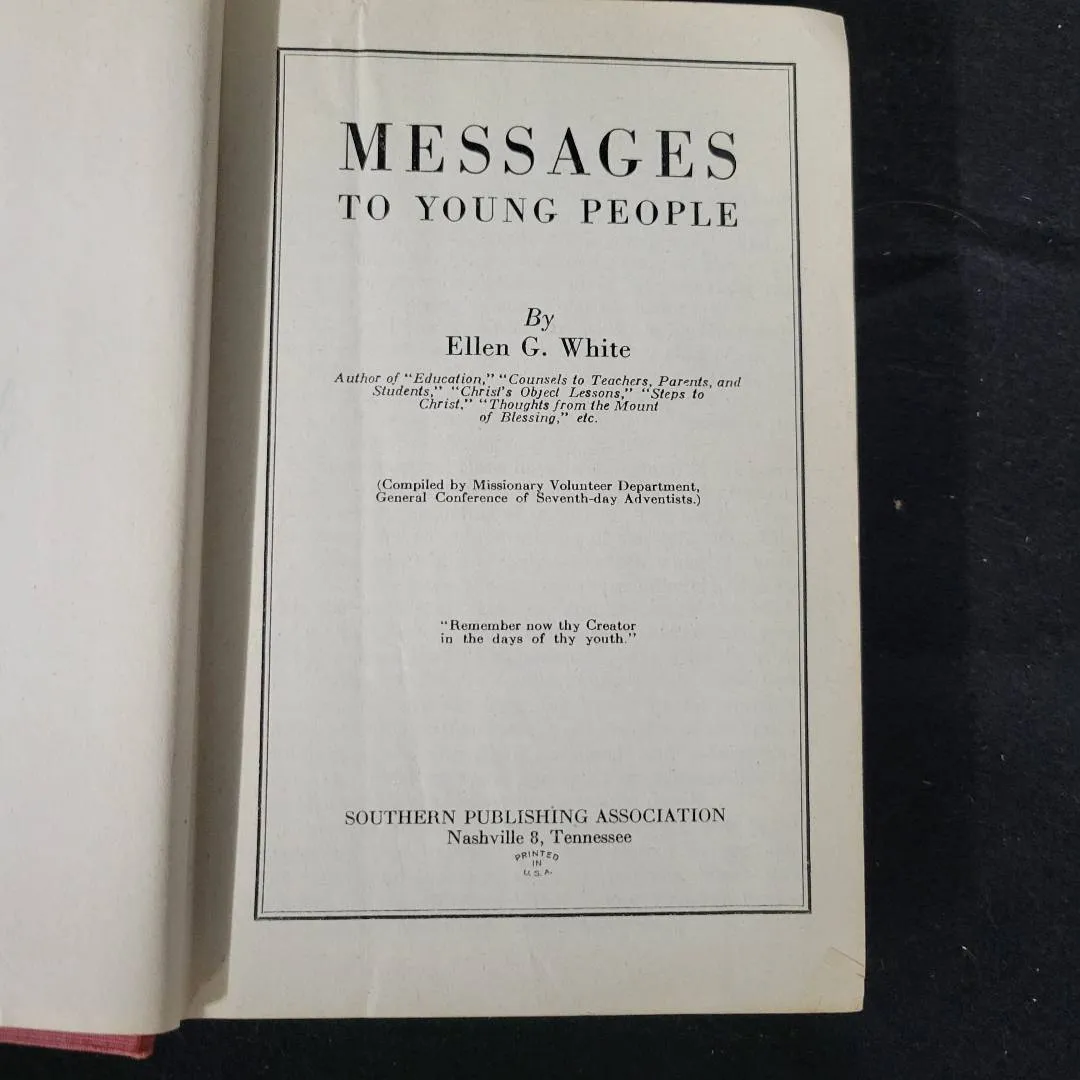 MESSAGES
TO YOUNG PEOPLE
By
Ellen G. White
Author of "Education," "Counsels to Teachers, Parents, and
Students," "Christ's Object Lessons," "Steps to
Christ," "Thoughts from the Mount
of Blessing," etc.
(Compiled by Missionary Volunteer Department,
General Conference of Seventh-day Adventists.)
"Remember now thy Creator
in the days of thy youth."
SOUTHERN PUBLISHING ASSOCIATION
Nashville 8, Tennessee
PRINTED
IN
U.S.A.